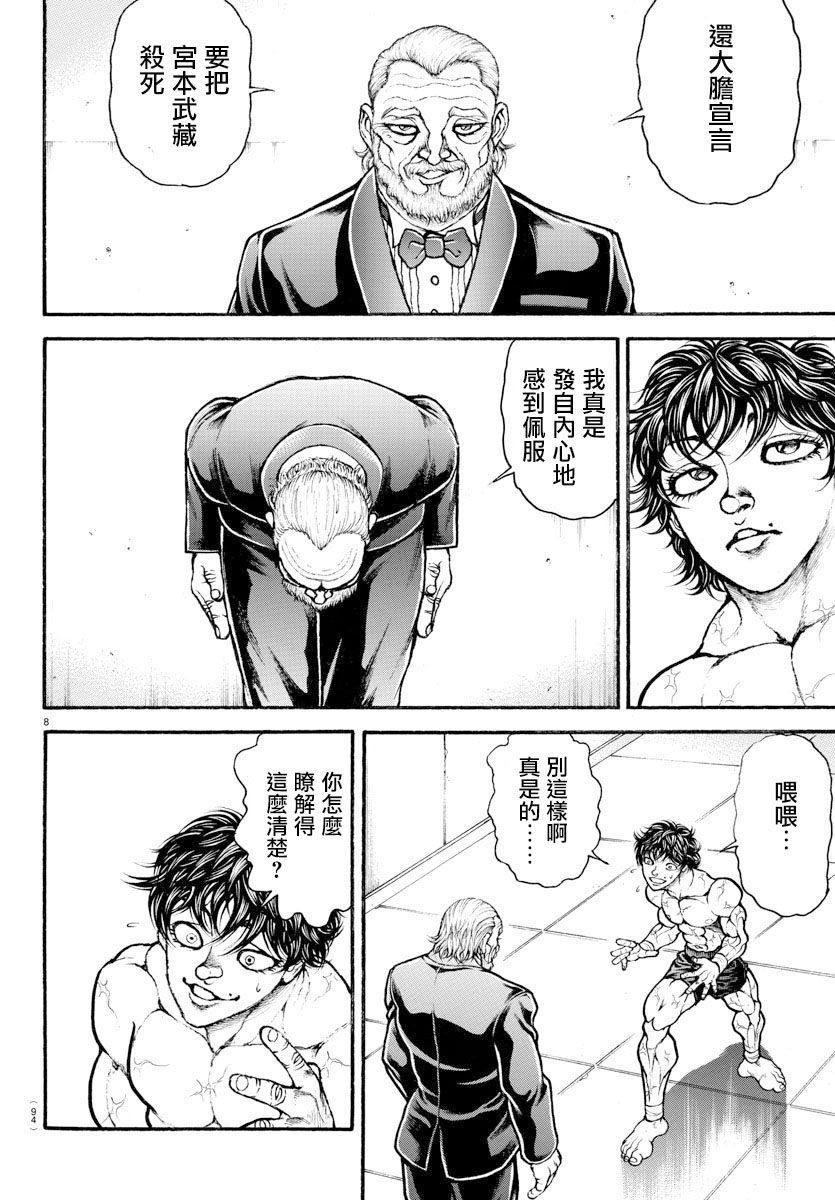 還大膽宣言
要把
宮本武藏
殺死
我真是
發自內心地
感到佩服
喂喂…
別這樣啊
真是的……
你怎麼
瞭解得
這麼清楚?
8
(94)